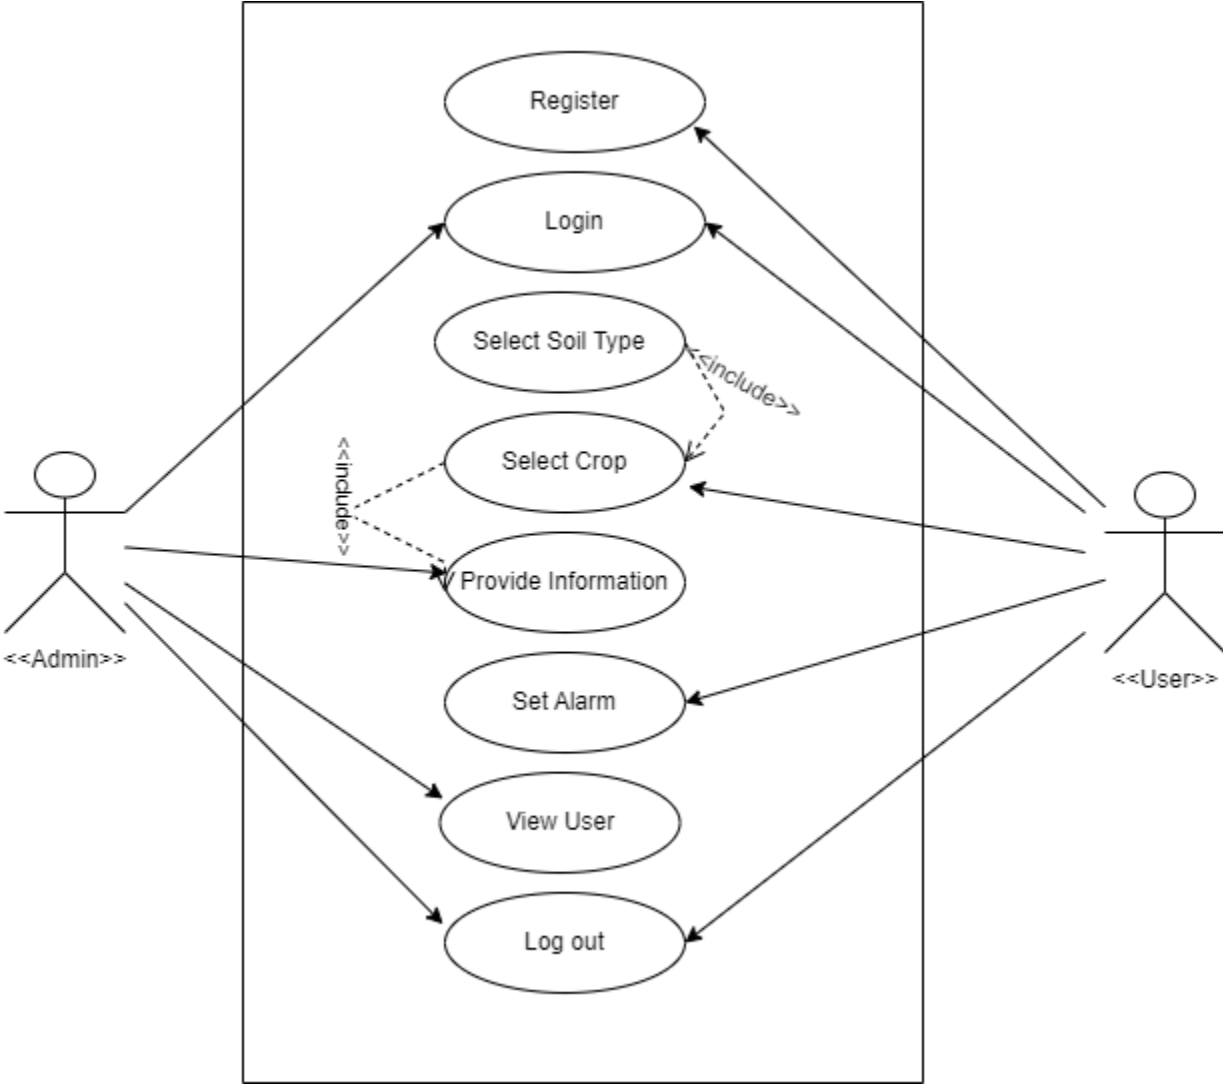 Register
Login
Select Soil Type
<<include>>
Select Crop
<<include>>
Provide Information
<<Admin>>
<<User>>
Set Alarm
View User
Log out